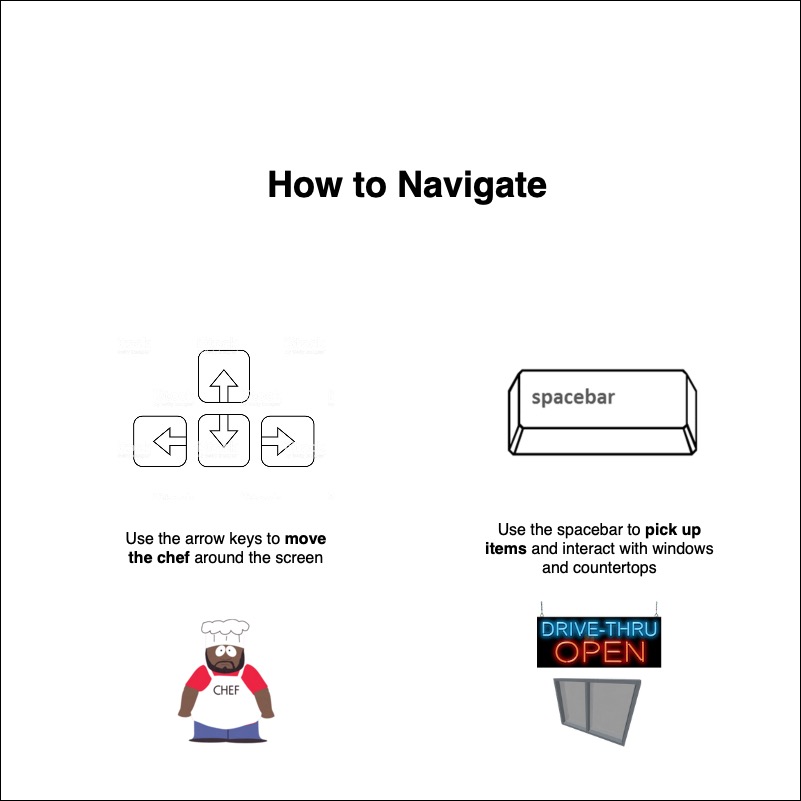 How to Navigate
spacebar
Use the arrow keys to move
the chef around the screen
Use the spacebar to pick up
items and interact with windows
and countertops
CHEF
DRIVE-THRU
OPEN